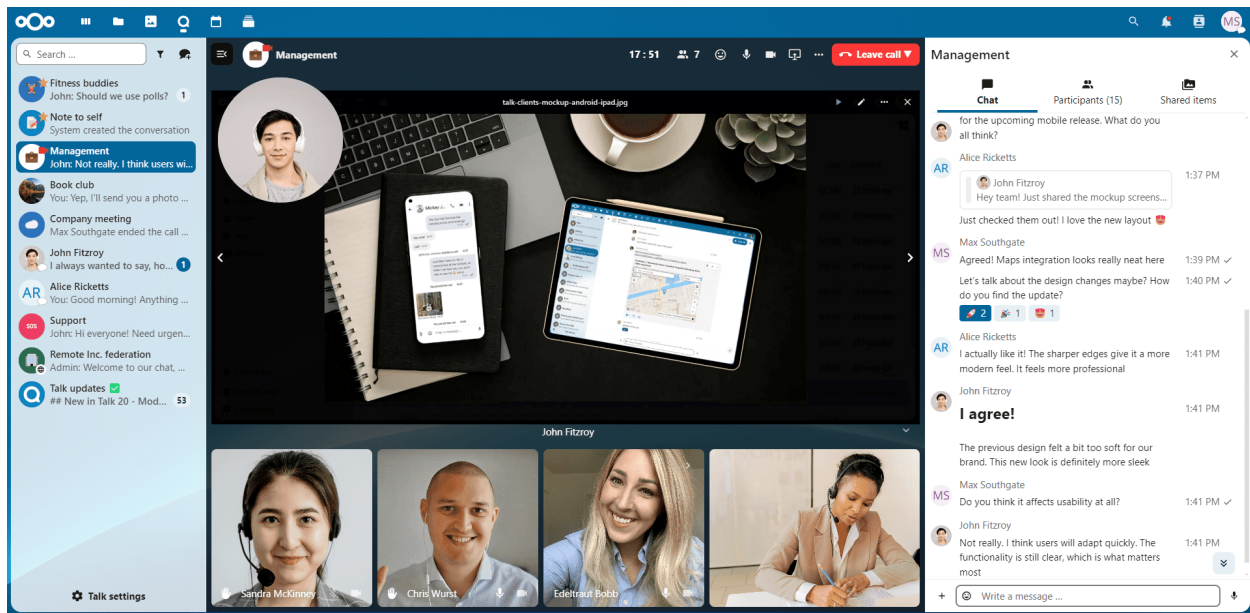 MS
Search ...
Fitness buddies
John: Should we use polls? 1
Note to self
System created the conversation
Management
John: Not really. I think users wi...
Book club
You: Yep, I'll send you a photo ...
Company meeting
Max Southgate ended the call ...
John Fitzroy
I always wanted to say, ho... 1
AR
Alice Ricketts
You: Good morning! Anything ...
SOS
Support
John: Hi everyone! Need urgen...
Remote Inc. federation
Admin: Welcome to our chat, ...
Talk updates ✅
## New in Talk 20 - Mod... 53
Talk settings
Management
17:51
7
Leave call
talk-clients-mockup-android-ipad.jpg
John Fitzroy
Sandra McKinney
Chris Wurst
Edeltraut Bobb
Management
Chat
Participants (15)
Shared items
for the upcoming mobile release. What do you
all think?
Alice Ricketts
AR
1:37 PM
John Fitzroy
Hey team! Just shared the mockup screens...
Just checked them out! I love the new layout
Max Southgate
MS
Agreed! Maps integration looks really neat here 1:39 PM
Let's talk about the design changes maybe? How 1:40 PM
do you find the update?
🚀 2 🎉 1 1
Alice Ricketts
AR
I actually like it! The sharper edges give it a more 1:41 PM
modern feel. It feels more professional
John Fitzroy
I agree! 1:41 PM
The previous design felt a bit too soft for our
brand. This new look is definitely more sleek
Max Southgate
MS
Do you think it affects usability at all? 1:41 PM
John Fitzroy
Not really. I think users will adapt quickly. The 1:41 PM
functionality is still clear, which is what matters
most
Write a message ...